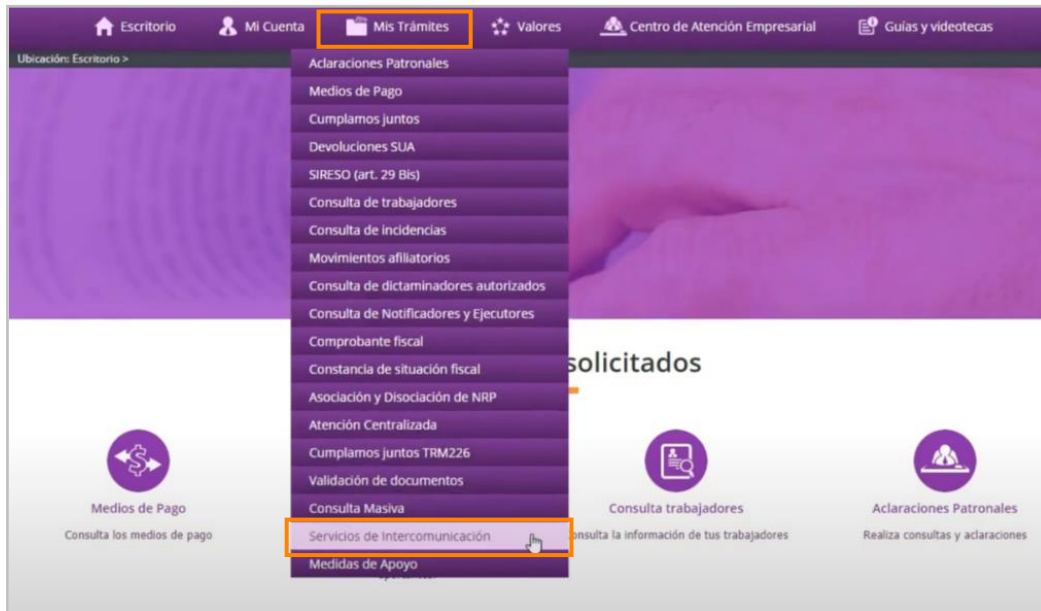 Escritorio
Mi Cuenta
Mis Trámites
Valores
Centro de Atención Empresarial
Guías y videotecas
Ubicación: Escritorio >
Aclaraciones Patronales
Medios de Pago
Cumplamos juntos
Devoluciones SUA
SIRESO (art. 29 Bis)
Consulta de trabajadores
Consulta de incidencias
Movimientos afiliatorios
Consulta de dictaminadores autorizados
Consulta de Notificadores y Ejecutores
Comprobante fiscal
Constancia de situación fiscal
Asociación y Disociación de NRP
Atención Centralizada
Cumplamos juntos TRM226
Validación de documentos
Consulta Masiva
Servicios de Intercomunicación
Medidas de Apoyo
solicitados
Medios de Pago
Consulta los medios de pago
Consulta trabajadores
onsulta la información de tus trabajadores
Aclaraciones Patronales
Realiza consultas y aclaraciones